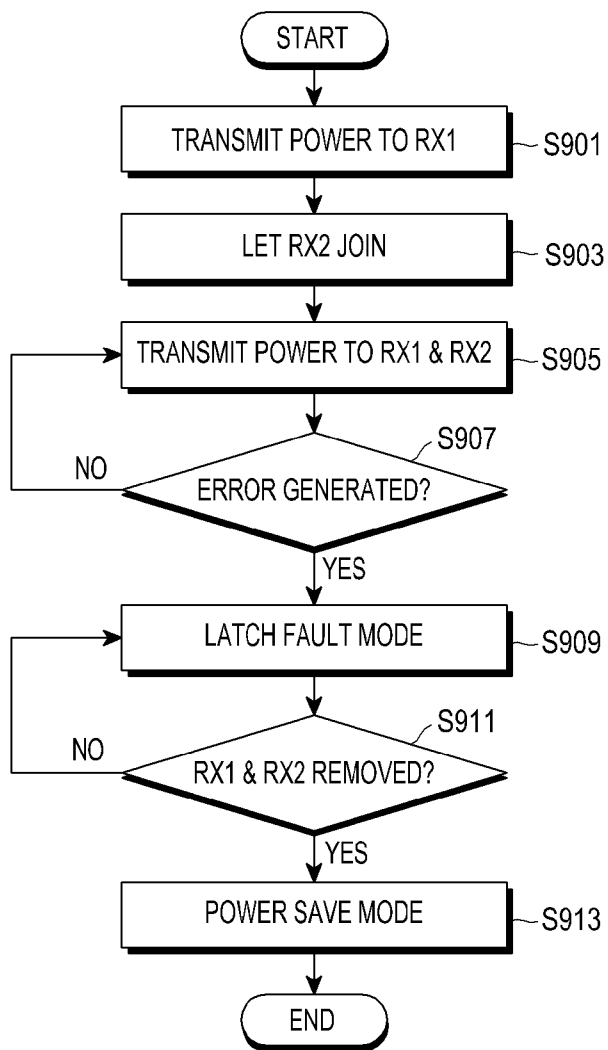 START
TRANSMIT POWER TO RX1
S901
LET RX2 JOIN
S903
TRANSMIT POWER TO RX1 & RX2
S905
S907
NO
ERROR GENERATED?
YES
LATCH FAULT MODE
S909
S911
NO
RX1 & RX2 REMOVED?
YES
POWER SAVE MODE
S913
END